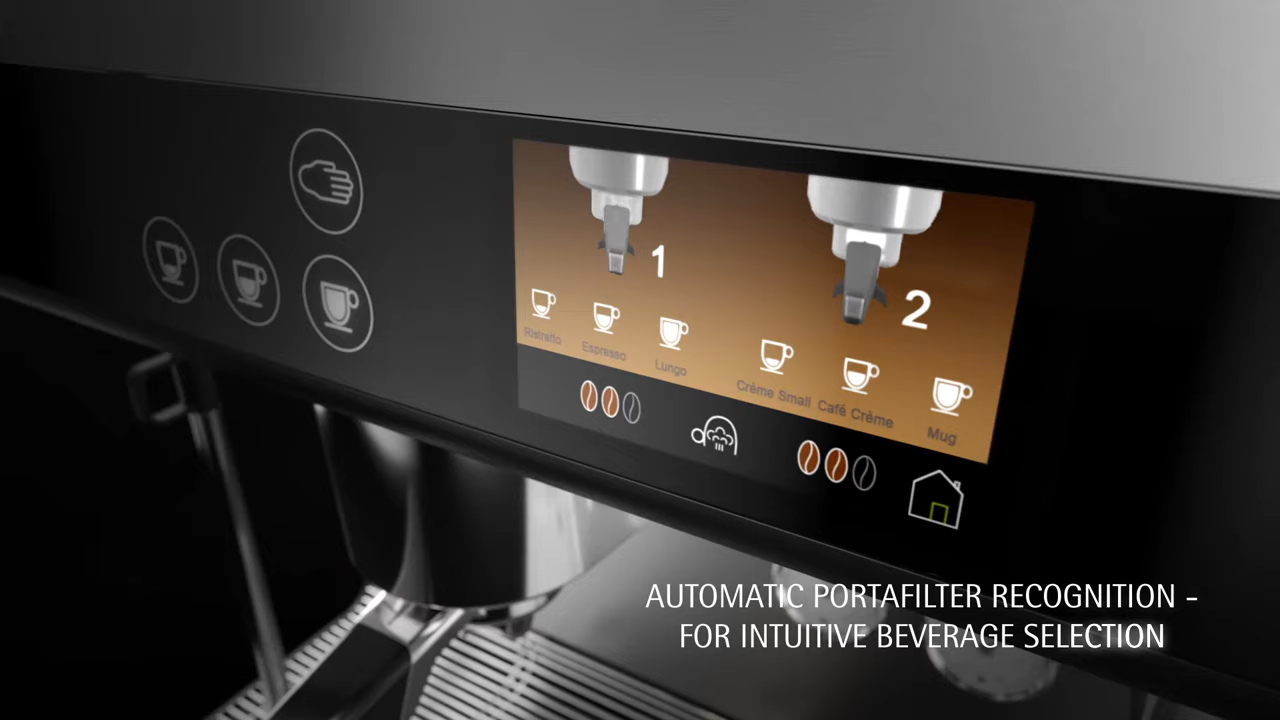 1
2
Ristretto
Espresso
Lungo
Crème Small
Café Crème
Mug
AUTOMATIC PORTAFILTER RECOGNITION -
FOR INTUITIVE BEVERAGE SELECTION